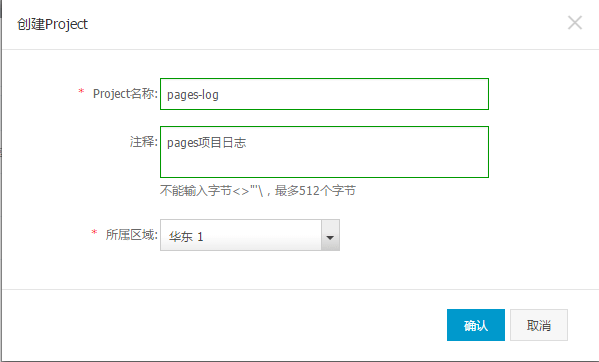 创建Project
* Project名称: pages-log
注释: pages项目日志
不能输入字节<>"'\，最多512个字节
* 所属区域: 华东 1
确认 取消